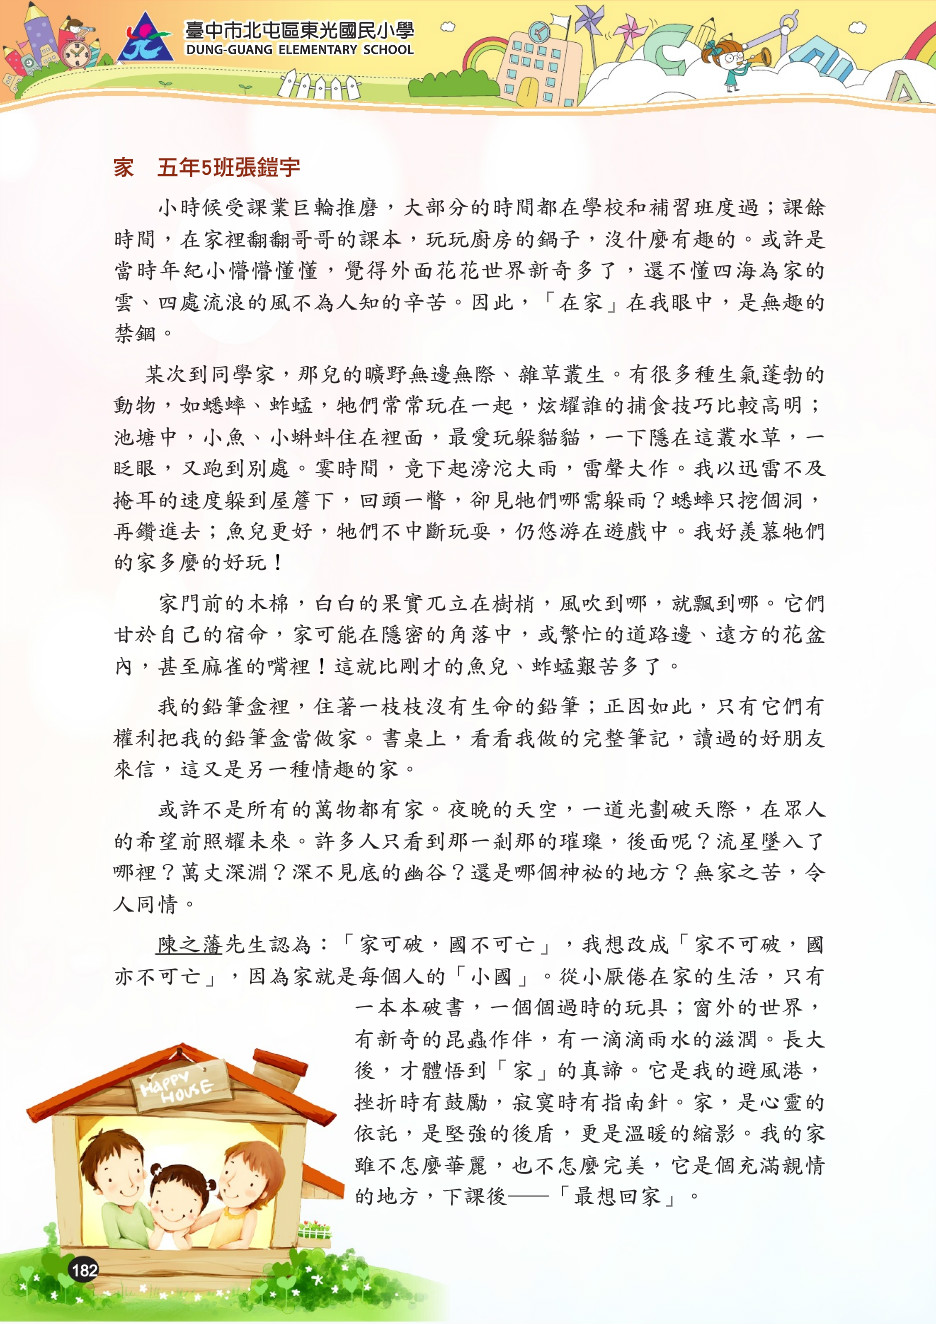 臺中市北屯區東光國民小學
DUNG-GUANG ELEMENTARY SCHOOL
家 五年5班張鎧宇
小時候受課業巨輪推磨，大部分的時間都在學校和補習班度過；課餘
時間，在家裡翻翻哥哥的課本，玩玩廚房的鍋子，沒什麼有趣的。或許是
當時年紀小懵懵懂懂，覺得外面花花世界新奇多了，還不懂四海為家的
雲、四處流浪的風不為人知的辛苦。因此，「在家」在我眼中，是無趣的
禁錮。
某次到同學家，那兒的曠野無邊無際、雜草叢生。有很多種生氣蓬勃的
動物，如蟋蟀、蚱蜢，牠們常常玩在一起，炫耀誰的捕食技巧比較高明；
池塘中，小魚、小蝌蚪住在裡面，最愛玩躲貓貓，一下隱在這叢水草，一
眨眼，又跑到別處。霎時間，竟下起滂沱大雨，雷聲大作。我以迅雷不及
掩耳的速度躲到屋簷下，回頭一瞥，卻見牠們哪需躲雨？蟋蟀只挖個洞，
再鑽進去；魚兒更好，牠們不中斷玩耍，仍悠游在遊戲中。我好羨慕牠們
的家多麼的好玩！
家門前的木棉，白白的果實兀立在樹梢，風吹到哪，就飄到哪。它們
甘於自己的宿命，家可能在隱密的角落中，或繁忙的道路邊、遠方的花盆
內，甚至麻雀的嘴裡！這就比剛才的魚兒、蚱蜢艱苦多了。
我的鉛筆盒裡，住著一枝枝沒有生命的鉛筆；正因如此，只有它們有
權利把我的鉛筆盒當做家。書桌上，看看我做的完整筆記，讀過的好朋友
來信，這又是另一種情趣的家。
或許不是所有的萬物都有家。夜晚的天空，一道光劃破天際，在眾人
的希望前照耀未來。許多人只看到那一剎那的璀璨，後面呢？流星墜入了
哪裡？萬丈深淵？深不見底的幽谷？還是哪個神祕的地方？無家之苦，令
人同情。
陳之藩先生認為：「家可破，國不可亡」，我想改成「家不可破，國
亦不可亡」，因為家就是每個人的「小國」。從小厭倦在家的生活，只有
一本本破書，一個個過時的玩具；窗外的世界，
有新奇的昆蟲作伴，有一滴滴雨水的滋潤。長大
後，才體悟到「家」的真諦。它是我的避風港，
挫折時有鼓勵，寂寞時有指南針。家，是心靈的
依託，是堅強的後盾，更是溫暖的縮影。我的家
雖不怎麼華麗，也不怎麼完美，它是個充滿親情
的地方，下課後──「最想回家」。
HAPPY
HOUSE
182